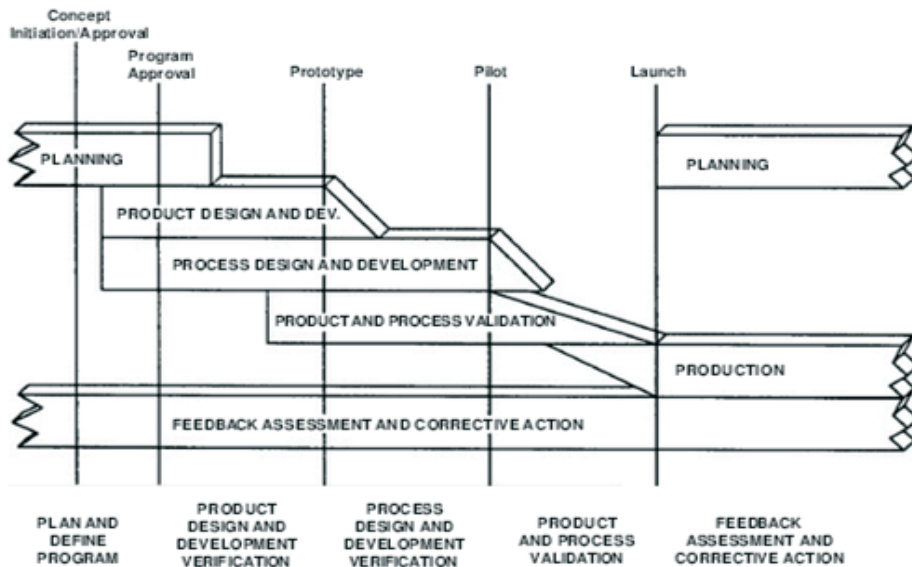 Concept
Initiation/Approval
Program
Approval
Prototype
Pilot
Launch
PLANNING
PLANNING
PRODUCT DESIGN AND DEV.
PROCESS DESIGN AND DEVELOPMENT
PRODUCT AND PROCESS VALIDATION
PRODUCTION
FEEDBACK ASSESSMENT AND CORRECTIVE ACTION
PLAN AND
DEFINE
PROGRAM
PRODUCT
DESIGN AND
DEVELOPMENT
VERIFICATION
PROCESS
DESIGN AND
DEVELOPMENT
VERIFICATION
PRODUCT
AND PROCESS
VALIDATION
FEEDBACK
ASSESSMENT AND
CORRECTIVE ACTION